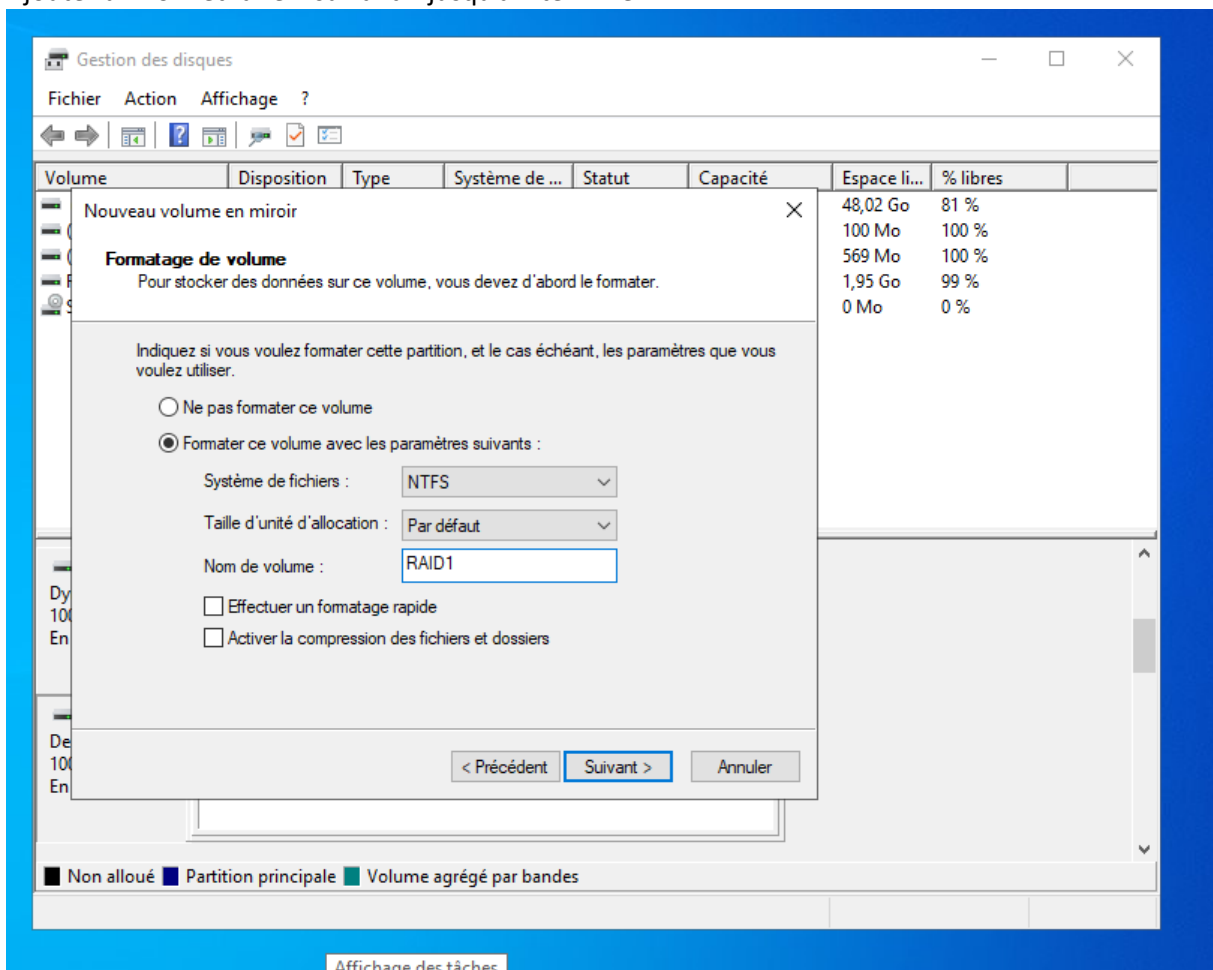 Gestion des disques
Fichier Action Affichage ?
Volume Disposition Type Système de ... Statut Capacité Espace li... % libres
Nouveau volume en miroir
48,02 Go 81 %
100 Mo 100 %
Formatage de volume
569 Mo 100 %
Pour stocker des données sur ce volume, vous devez d'abord le formater.
1,95 Go 99 %
0 Mo 0 %
Indiquez si vous voulez formater cette partition, et le cas échéant, les paramètres que vous
voulez utiliser.
Ne pas formater ce volume
Formater ce volume avec les paramètres suivants :
Système de fichiers : NTFS
Taille d'unité d'allocation : Par défaut
Nom de volume : RAID1
Dy
100
Effectuer un formatage rapide
En
Activer la compression des fichiers et dossiers
De
100
< Précédent Suivant > Annuler
En
Non alloué Partition principale Volume agrégé par bandes
Affichage des tâches